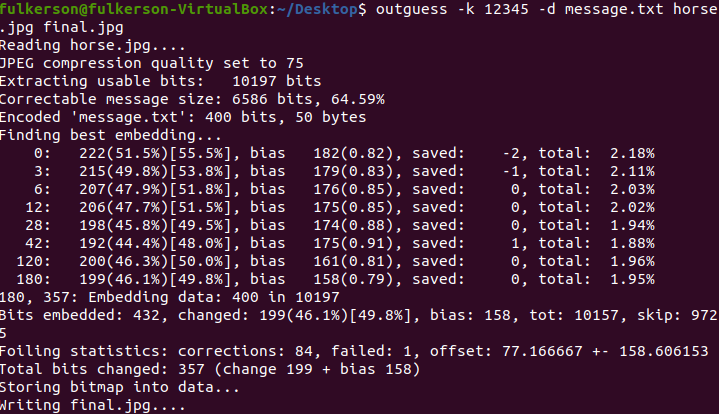 fulkerson@fulkerson-VirtualBox:~/Desktop$ outguess -k 12345 -d message.txt horse
.jpg final.jpg
Reading horse.jpg....
JPEG compression quality set to 75
Extracting usable bits:   10197 bits
Correctable message size: 6586 bits, 64.59%
Encoded 'message.txt': 400 bits, 50 bytes
Finding best embedding...
    0:   222(51.5%)[55.5%], bias   182(0.82), saved:    -2, total:  2.18%
    3:   215(49.8%)[53.8%], bias   179(0.83), saved:    -1, total:  2.11%
    6:   207(47.9%)[51.8%], bias   176(0.85), saved:     0, total:  2.03%
   12:   206(47.7%)[51.5%], bias   175(0.85), saved:     0, total:  2.02%
   28:   198(45.8%)[49.5%], bias   174(0.88), saved:     0, total:  1.94%
   42:   192(44.4%)[48.0%], bias   175(0.91), saved:     1, total:  1.88%
  120:   200(46.3%)[50.0%], bias   161(0.81), saved:     0, total:  1.96%
  180:   199(46.1%)[49.8%], bias   158(0.79), saved:     0, total:  1.95%
180, 357: Embedding data: 400 in 10197
Bits embedded: 432, changed: 199(46.1%)[49.8%], bias: 158, tot: 10157, skip: 972
5
Foiling statistics: corrections: 84, failed: 1, offset: 77.166667 +- 158.606153
Total bits changed: 357 (change 199 + bias 158)
Storing bitmap into data...
Writing final.jpg....